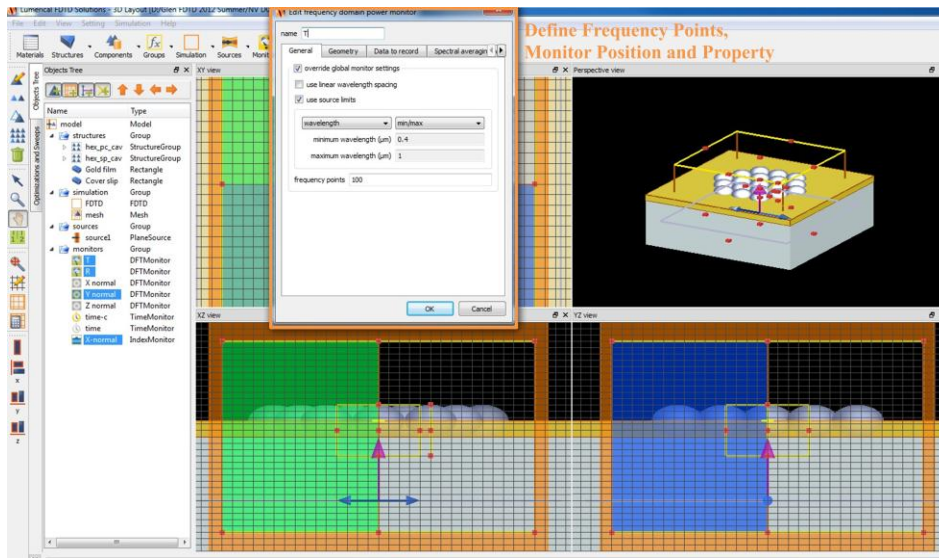 Lumerical FDTD Solutions - 3D Layout [D:/Glen FDTD 2012 Summer/NV D
File Edit View Setting Simulation Help
Materials Structures Components Groups Simulation Sources
Objects Tree
Objects Tree
Optimizations and Sweeps
Name Type
model Model
structures Group
hex_pc_cav StructureGroup
hex_sp_cav StructureGroup
Gold film Rectangle
Cover slip Rectangle
simulation Group
FDTD FDTD
mesh Mesh
sources Group
source1 PlaneSource
monitors Group
T DFTMonitor
R DFTMonitor
X normal DFTMonitor
Y normal DFTMonitor
Z normal DFTMonitor
time-c TimeMonitor
time TimeMonitor
X-normal IndexMonitor
x
y
z
XY view
Edit frequency domain power monitor
name T
General Geometry Data to record Spectral averagin
override global monitor settings
use linear wavelength spacing
use source limits
wavelength min/max
minimum wavelength (μm) 0.4
maximum wavelength (μm) 1
frequency points 100
OK Cancel
Define Frequency Points,
Monitor Position and Property
Perspective view
XZ view
YZ view